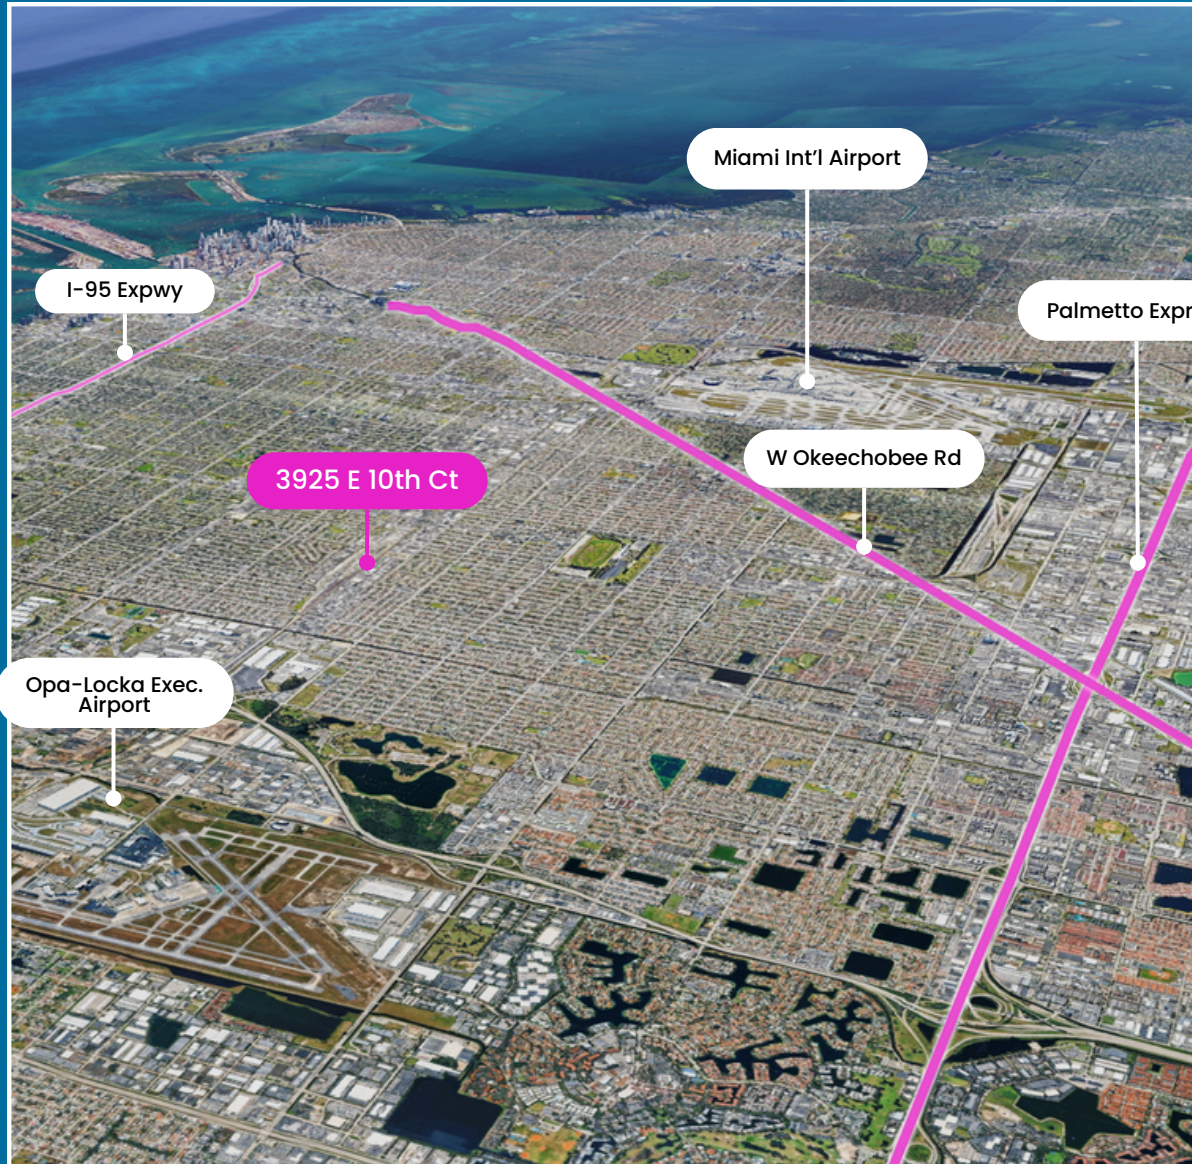 Miami Int'l Airport
I-95 Expwy
Palmetto Expr
W Okeechobee Rd
3925 E 10th Ct
Opa-Locka Exec.
Airport